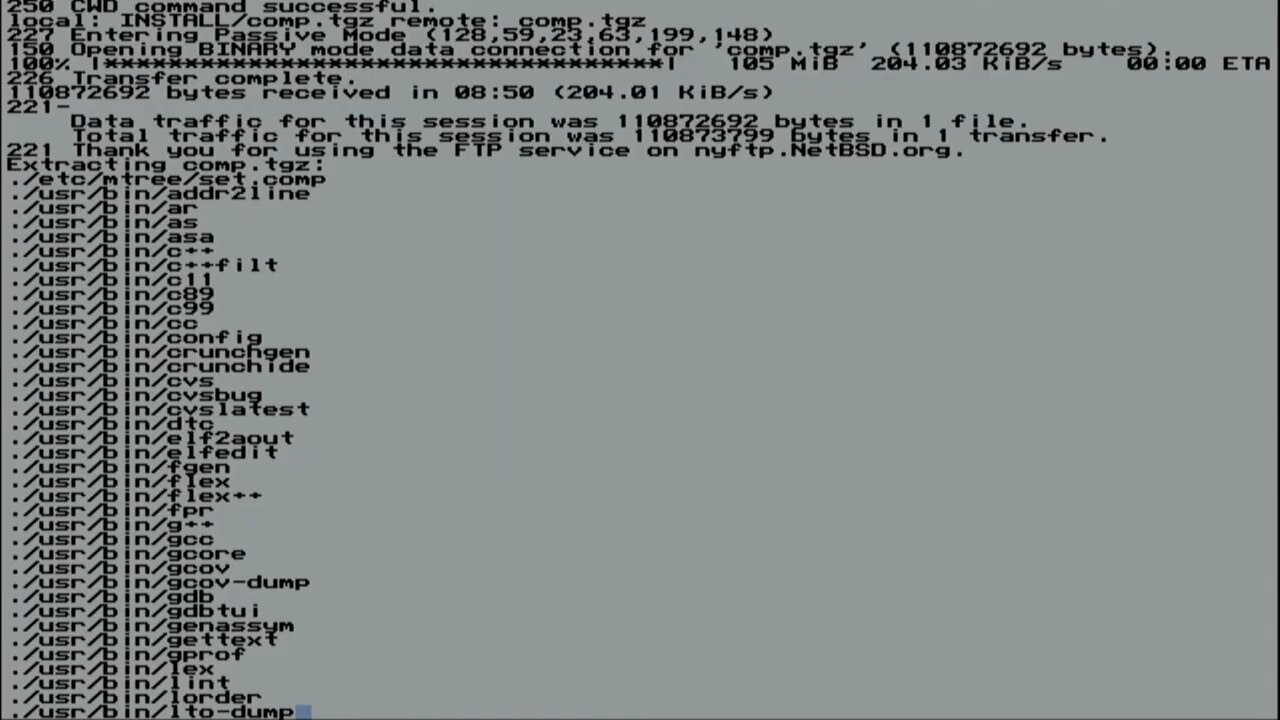 250 CWD command successful.
local: INSTALL/comp.tgz remote: comp.tgz
227 Entering Passive Mode (128,59,23,63,199,148)
150 Opening BINARY mode data connection for 'comp.tgz' (110872692 bytes).
100% |*********************************| 105 MiB 204.03 KiB/s 00:00 ETA
226 Transfer complete.
110872692 bytes received in 08:50 (204.01 KiB/s)
221-
Data traffic for this session was 110872692 bytes in 1 file.
Total traffic for this session was 110873799 bytes in 1 transfer.
221 Thank you for using the FTP service on nyftp.NetBSD.org.
Extracting comp.tgz:
./etc/mtree/set.comp
./usr/bin/addr2line
./usr/bin/ar
./usr/bin/as
./usr/bin/asa
./usr/bin/c++
./usr/bin/c++filt
./usr/bin/c11
./usr/bin/c89
./usr/bin/c99
./usr/bin/cc
./usr/bin/config
./usr/bin/crunchgen
./usr/bin/crunchide
./usr/bin/cvs
./usr/bin/cvsbug
./usr/bin/cvslatest
./usr/bin/dtc
./usr/bin/elf2aout
./usr/bin/elfedit
./usr/bin/fgen
./usr/bin/flex
./usr/bin/flex++
./usr/bin/fpr
./usr/bin/g++
./usr/bin/gcc
./usr/bin/gcore
./usr/bin/gcov
./usr/bin/gcov-dump
./usr/bin/gdb
./usr/bin/gdbtui
./usr/bin/genassym
./usr/bin/gettext
./usr/bin/gprof
./usr/bin/lex
./usr/bin/lint
./usr/bin/lorder
./usr/bin/lto-dump